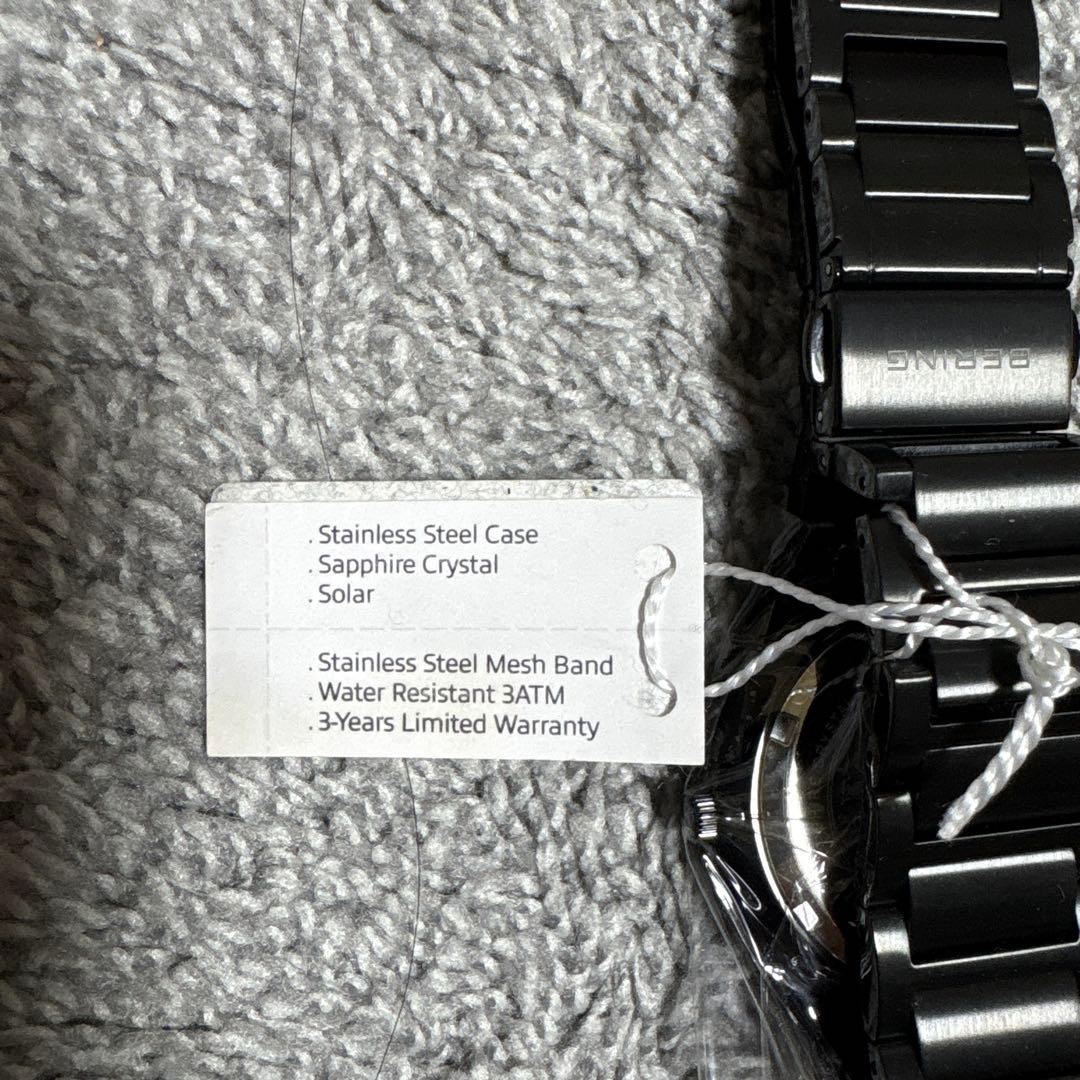 . Stainless Steel Case
. Sapphire Crystal
. Solar
. Stainless Steel Mesh Band
. Water Resistant 3ATM
. 3-Years Limited Warranty
BERING